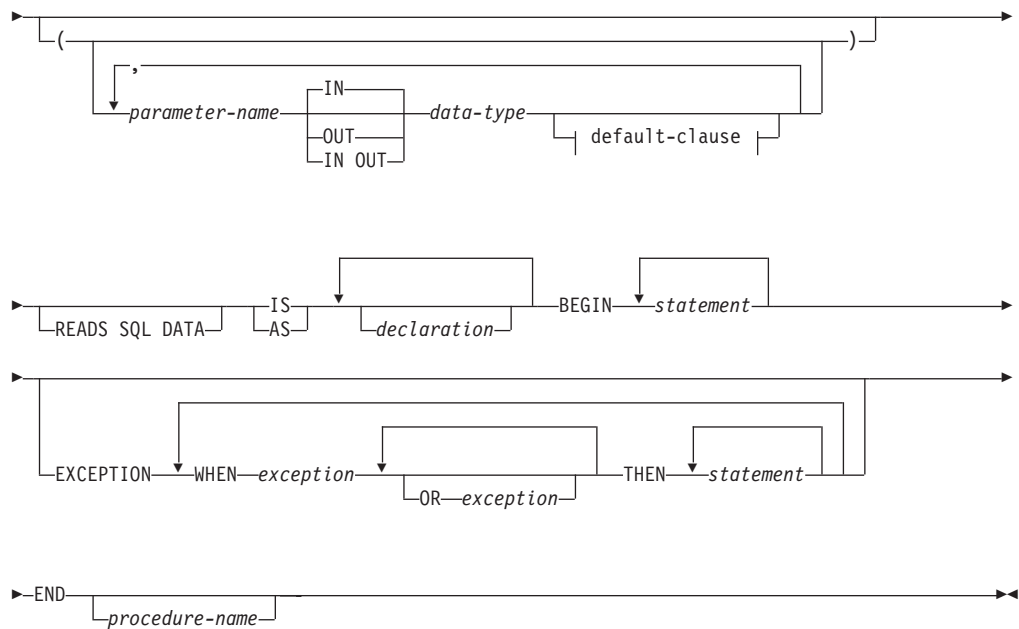 ( )
,
IN
parameter-name data-type
OUT default-clause
IN OUT
IS BEGIN statement
READS SQL DATA AS declaration
EXCEPTION WHEN exception THEN statement
OR exception
END
procedure-name